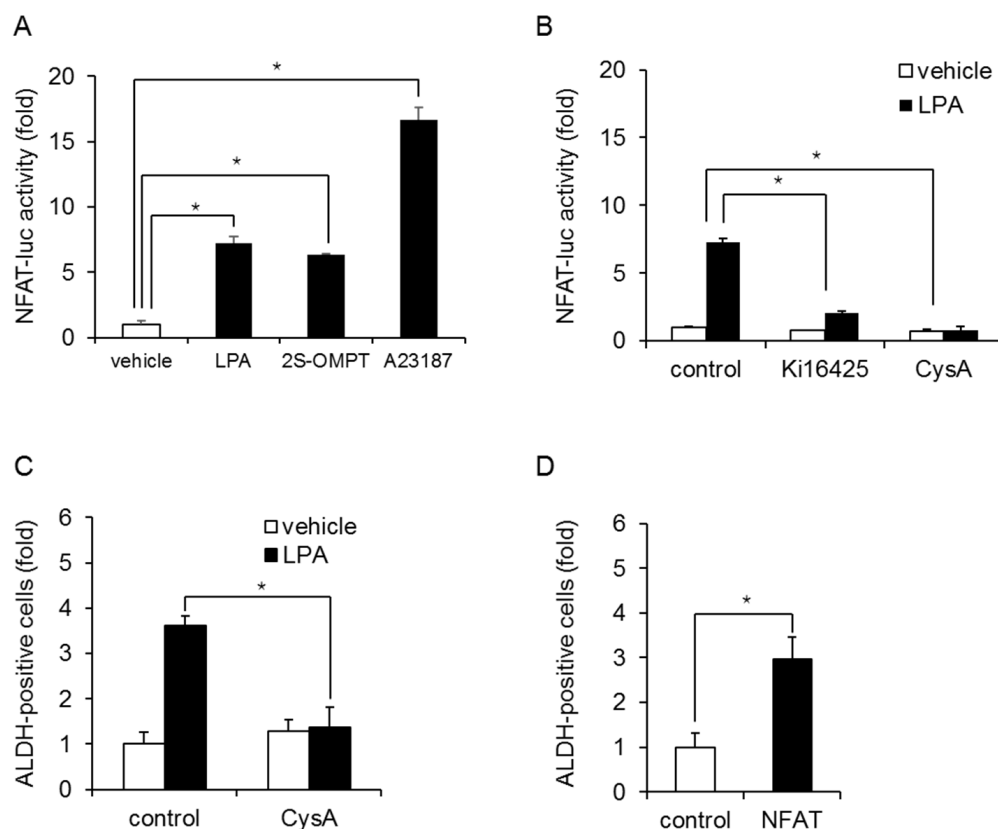 A
NFAT-luc activity (fold)
20
15
10
5
0
*
*
*
vehicle LPA 2S-OMPT A23187
B
NFAT-luc activity (fold)
20
15
10
5
0
vehicle
LPA
*
*
control Ki16425 CysA
C
ALDH-positive cells (fold)
6
5
4
3
2
1
0
vehicle
LPA
*
control CysA
D
ALDH-positive cells (fold)
6
5
4
3
2
1
0
*
control NFAT